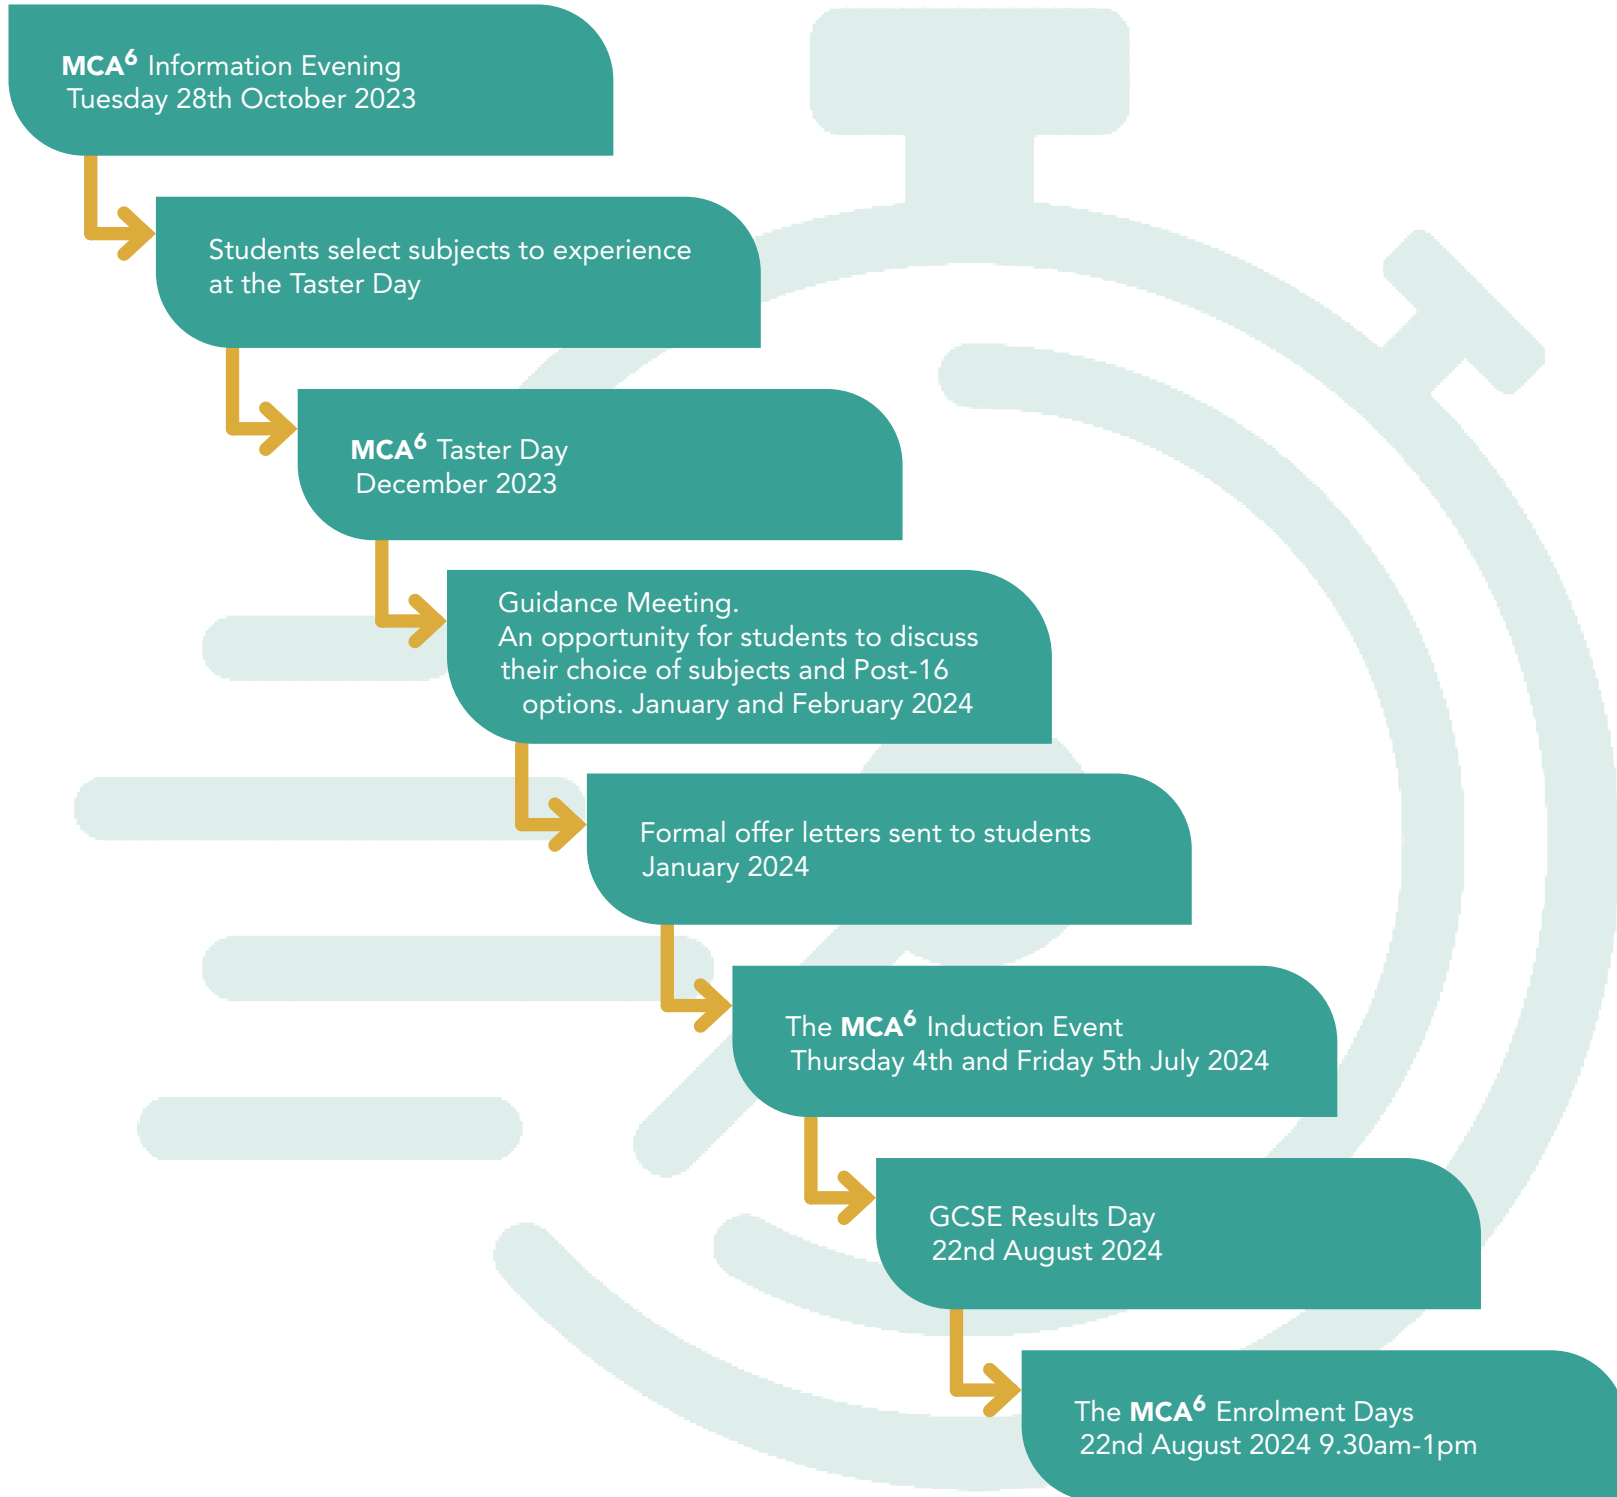 MCA⁶ Information Evening
Tuesday 28th October 2023
Students select subjects to experience
at the Taster Day
MCA⁶ Taster Day
December 2023
Guidance Meeting.
An opportunity for students to discuss
their choice of subjects and Post-16
options. January and February 2024
Formal offer letters sent to students
January 2024
The MCA⁶ Induction Event
Thursday 4th and Friday 5th July 2024
GCSE Results Day
22nd August 2024
The MCA⁶ Enrolment Days
22nd August 2024 9.30am-1pm